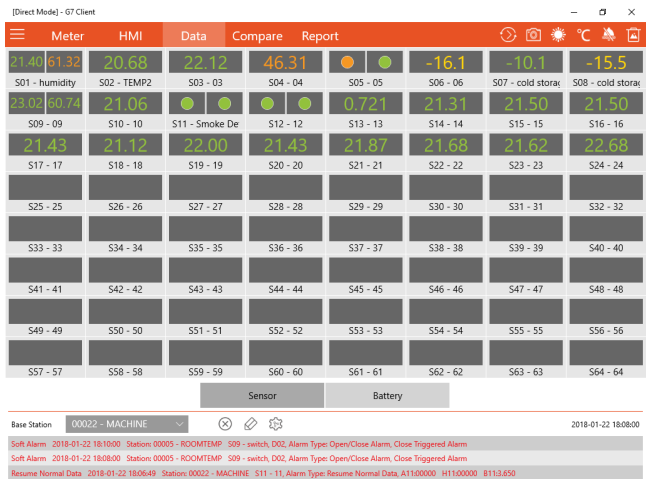 [Direct Mode] - G7 Client
Meter HMI Data Compare Report
21.40 61.32 20.68 22.12 46.31 -16.1 -10.1 -15.5
S01 - humidity S02 - TEMP2 S03 - 03 S04 - 04 S05 - 05 S06 - 06 S07 - cold storag S08 - cold storag
23.02 60.74 21.06 0.721 21.31 21.50 21.50
S09 - 09 S10 - 10 S11 - Smoke De S12 - 12 S13 - 13 S14 - 14 S15 - 15 S16 - 16
21.43 21.12 22.00 21.43 21.87 21.68 21.62 22.68
S17 - 17 S18 - 18 S19 - 19 S20 - 20 S21 - 21 S22 - 22 S23 - 23 S24 - 24
S25 - 25 S26 - 26 S27 - 27 S28 - 28 S29 - 29 S30 - 30 S31 - 31 S32 - 32
S33 - 33 S34 - 34 S35 - 35 S36 - 36 S37 - 37 S38 - 38 S39 - 39 S40 - 40
S41 - 41 S42 - 42 S43 - 43 S44 - 44 S45 - 45 S46 - 46 S47 - 47 S48 - 48
S49 - 49 S50 - 50 S51 - 51 S52 - 52 S53 - 53 S54 - 54 S55 - 55 S56 - 56
S57 - 57 S58 - 58 S59 - 59 S60 - 60 S61 - 61 S62 - 62 S63 - 63 S64 - 64
Sensor Battery
Base Station 00022 - MACHINE 2018-01-22 18:08:00
Soft Alarm 2018-01-22 18:10:00 Station: 00005 - ROOMTEMP S09 - switch, D02, Alarm Type: Open/Close Alarm, Close Triggered Alarm
Soft Alarm 2018-01-22 18:08:00 Station: 00005 - ROOMTEMP S09 - switch, D02, Alarm Type: Open/Close Alarm, Close Triggered Alarm
Resume Normal Data 2018-01-22 18:06:49 Station: 00022 - MACHINE S11 - 11, Alarm Type: Resume Normal Data, A11:00000 H11:00000 B11:3.650